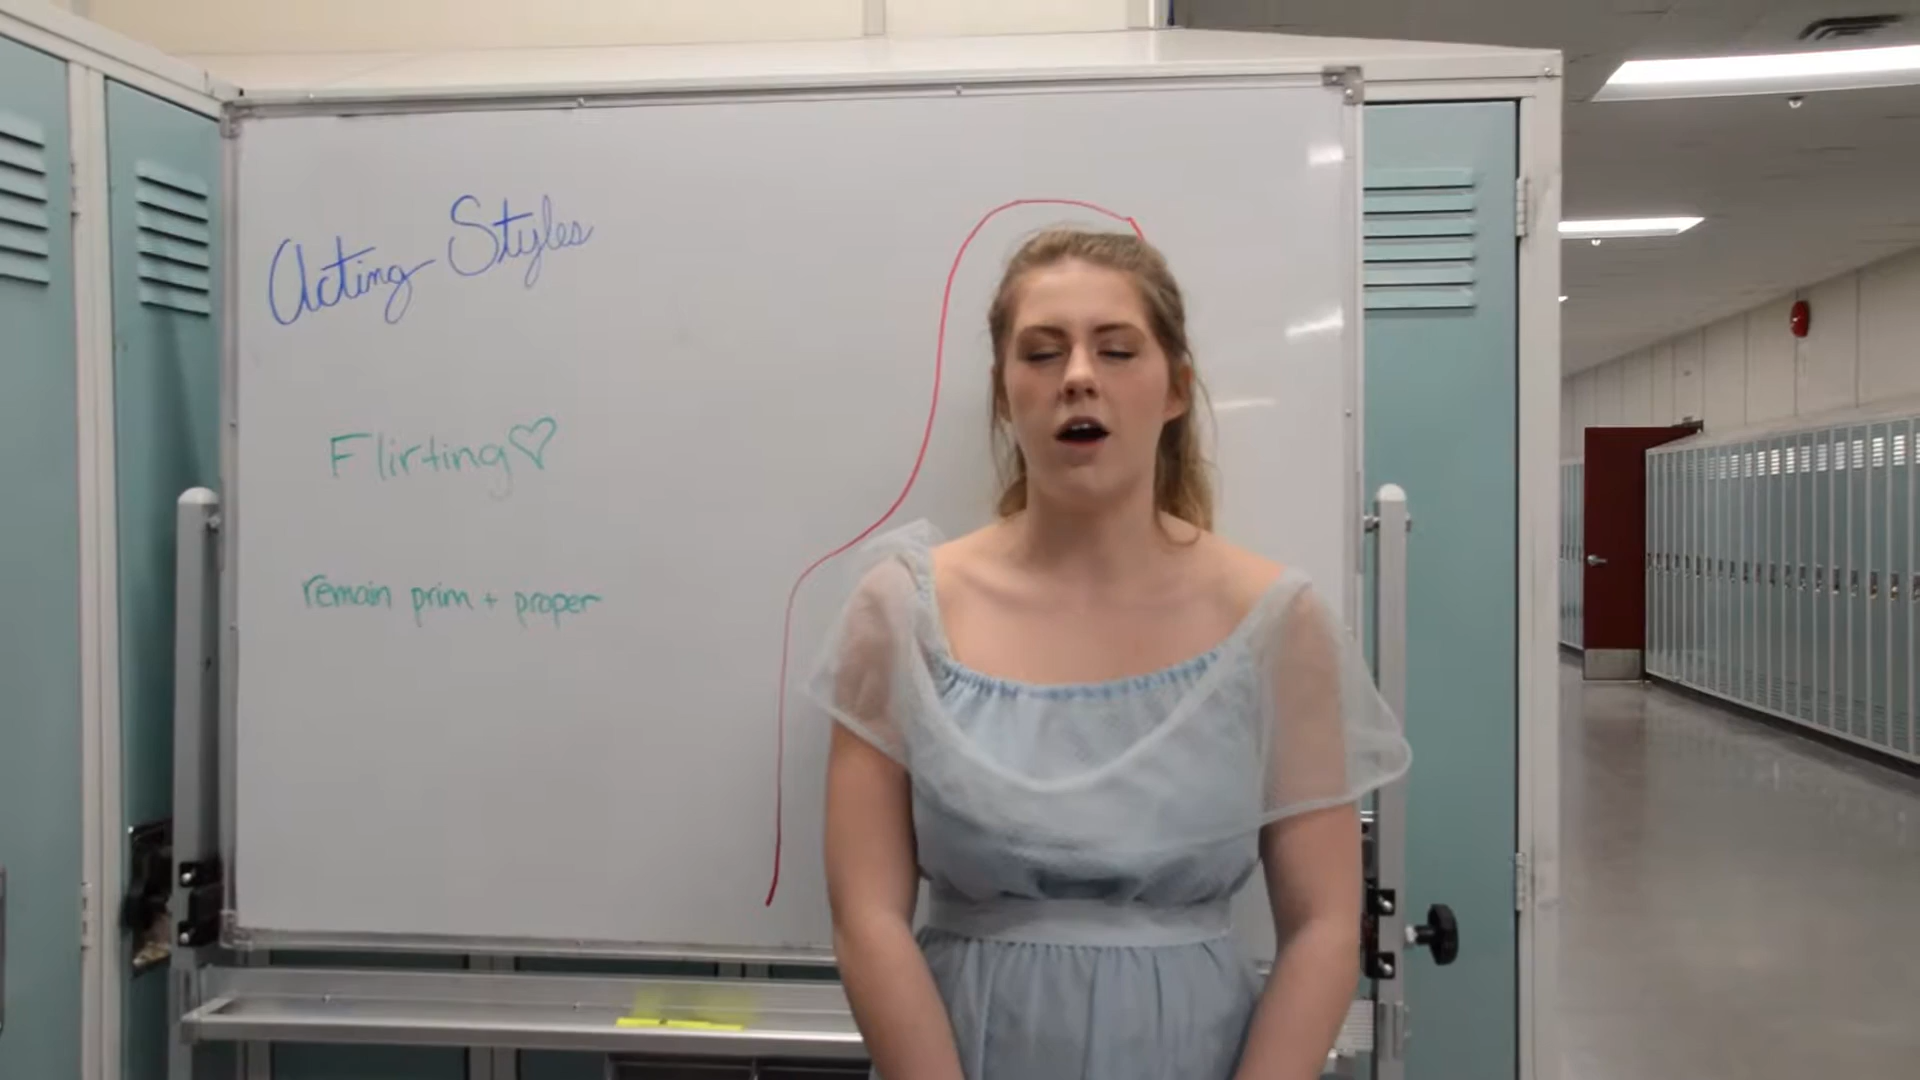 Acting Styles
Flirting♡
remain prim + proper